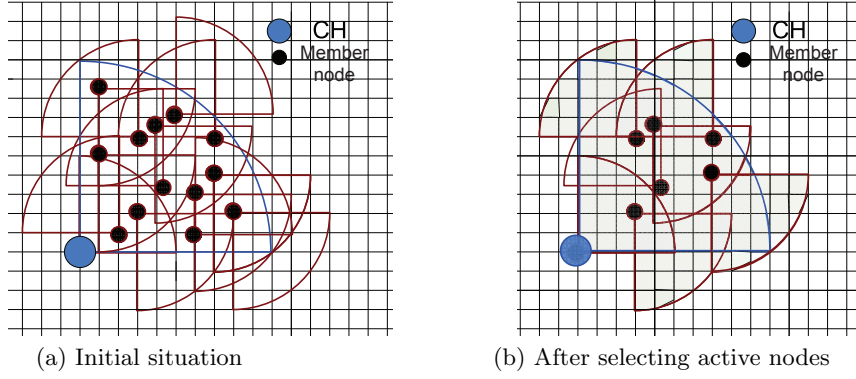 CH
Member
node
CH
Member
node
(a) Initial situation
(b) After selecting active nodes